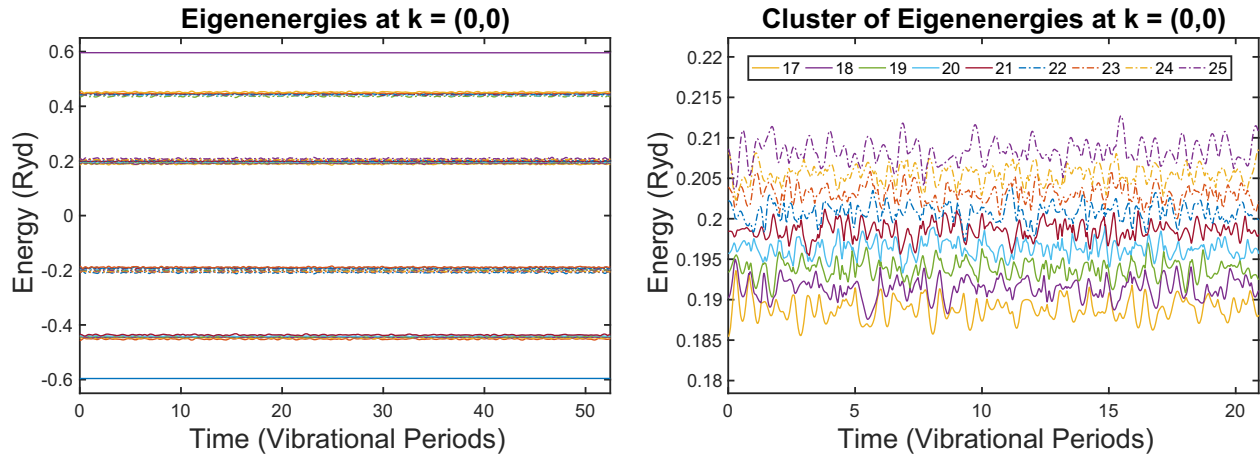 Eigenenergies at k = (0,0)
Energy (Ryd)
0.6
0.4
0.2
0
-0.2
-0.4
-0.6
0 10 20 30 40 50
Time (Vibrational Periods)
Cluster of Eigenenergies at k = (0,0)
17 18 19 20 21 22 23 24 25
Energy (Ryd)
0.22
0.215
0.21
0.205
0.2
0.195
0.19
0.185
0.18
0 5 10 15 20
Time (Vibrational Periods)